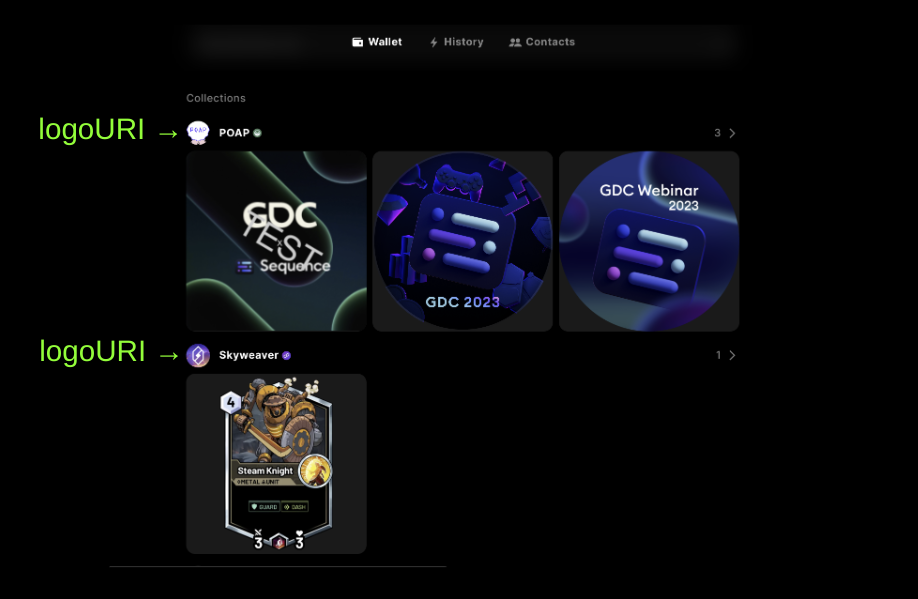 Wallet
History
Contacts
Collections
logoURI →
POAP
POAP
3
GDC
TEST
x
Sequence
GDC 2023
GDC Webinar
2023
logoURI →
Skyweaver
1
4
Steam Knight
METAL
UNIT
GUARD
DASH
3
3